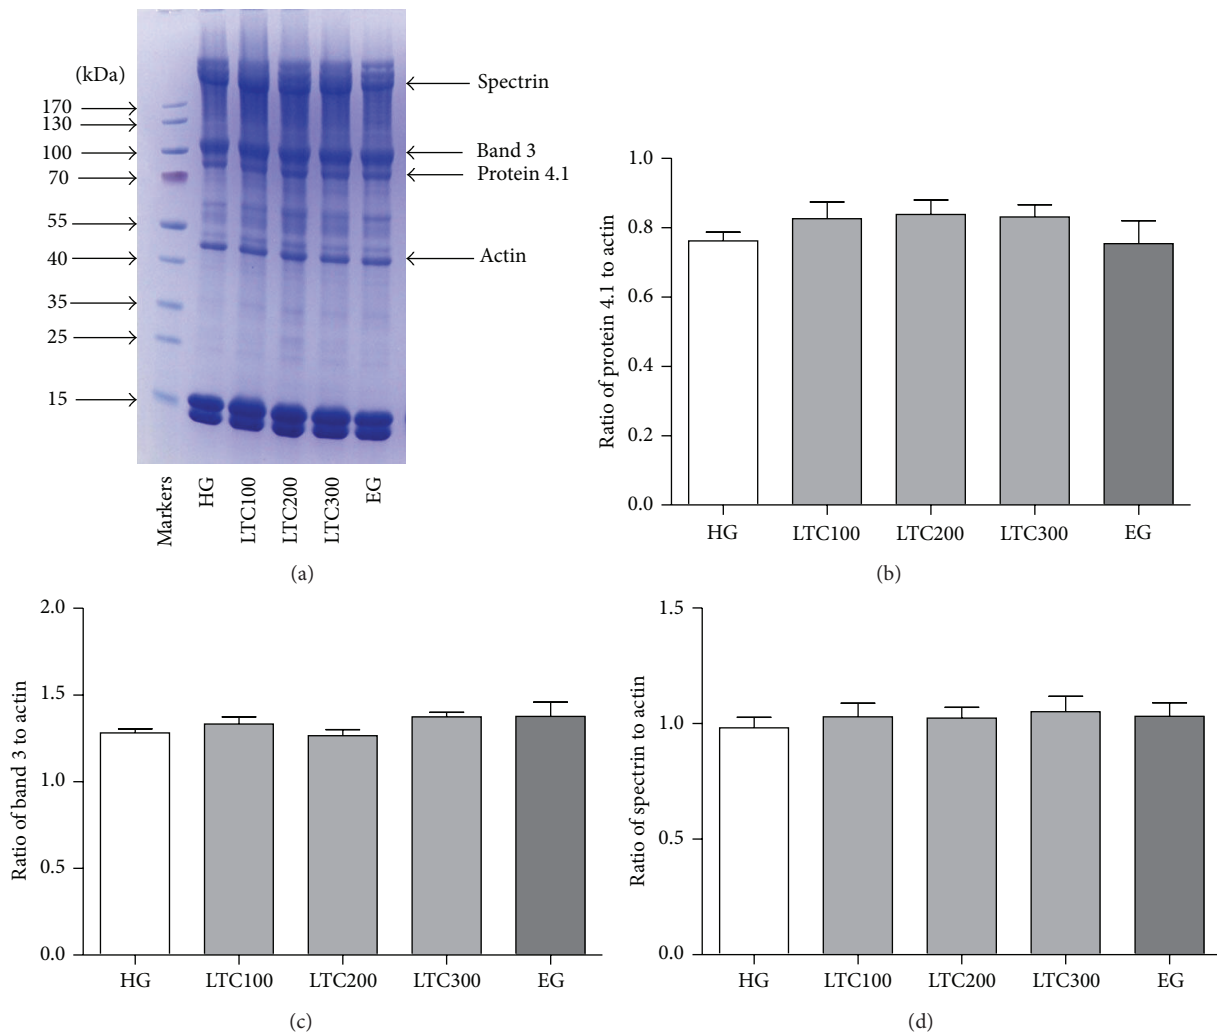 (kDa)
170
130
100
70
55
40
35
25
15
Spectrin
Band 3
Protein 4.1
Actin
Markers
HG
LTC100
LTC200
LTC300
EG
(a)
Ratio of protein 4.1 to actin
1.0
0.8
0.6
0.4
0.2
0.0
HG LTC100 LTC200 LTC300 EG
(b)
Ratio of band 3 to actin
2.0
1.5
1.0
0.5
0.0
HG LTC100 LTC200 LTC300 EG
(c)
Ratio of spectrin to actin
1.5
1.0
0.5
0.0
HG LTC100 LTC200 LTC300 EG
(d)